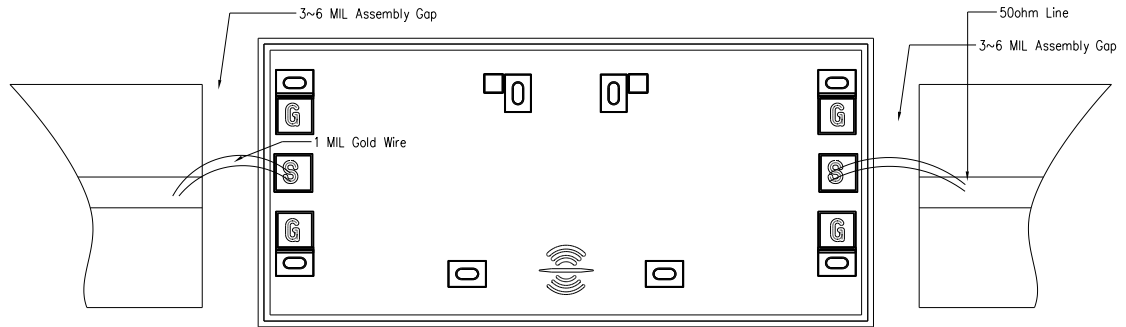 3~6 MIL Assembly Gap
50ohm Line
3~6 MIL Assembly Gap
G
G
1 MIL Gold Wire
S
S
G
G